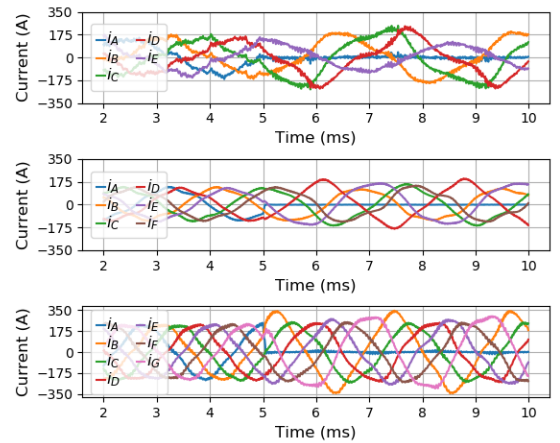 350
175
0
−175
−350
Current (A)
i_A i_D
i_B i_E
i_C
2 3 4 5 6 7 8 9 10
Time (ms)
350
175
0
−175
−350
Current (A)
i_A i_D
i_B i_E
i_C i_F
2 3 4 5 6 7 8 9 10
Time (ms)
350
175
0
−175
−350
Current (A)
i_A i_E
i_B i_F
i_C i_G
i_D
2 3 4 5 6 7 8 9 10
Time (ms)